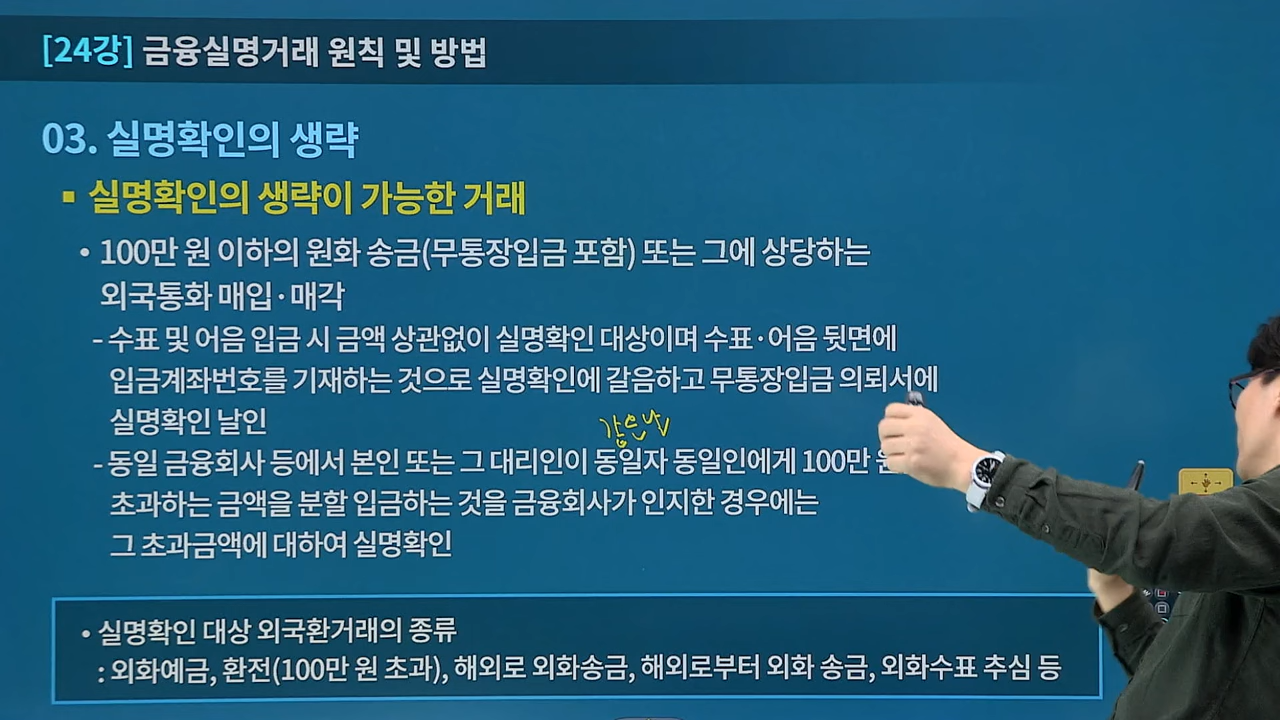 [24강] 금융실명거래 원칙 및 방법
03. 실명확인의 생략
▪ 실명확인의 생략이 가능한 거래
• 100만 원 이하의 원화 송금(무통장입금 포함) 또는 그에 상당하는
외국통화 매입·매각
- 수표 및 어음 입금 시 금액 상관없이 실명확인 대상이며 수표·어음 뒷면에
입금계좌번호를 기재하는 것으로 실명확인에 갈음하고 무통장입금 의뢰서에
실명확인 날인
같은날
- 동일 금융회사 등에서 본인 또는 그 대리인이 동일자 동일인에게 100만 원
초과하는 금액을 분할 입금하는 것을 금융회사가 인지한 경우에는
그 초과금액에 대하여 실명확인
• 실명확인 대상 외국환거래의 종류
: 외화예금, 환전(100만 원 초과), 해외로 외화송금, 해외로부터 외화 송금, 외화수표 추심 등